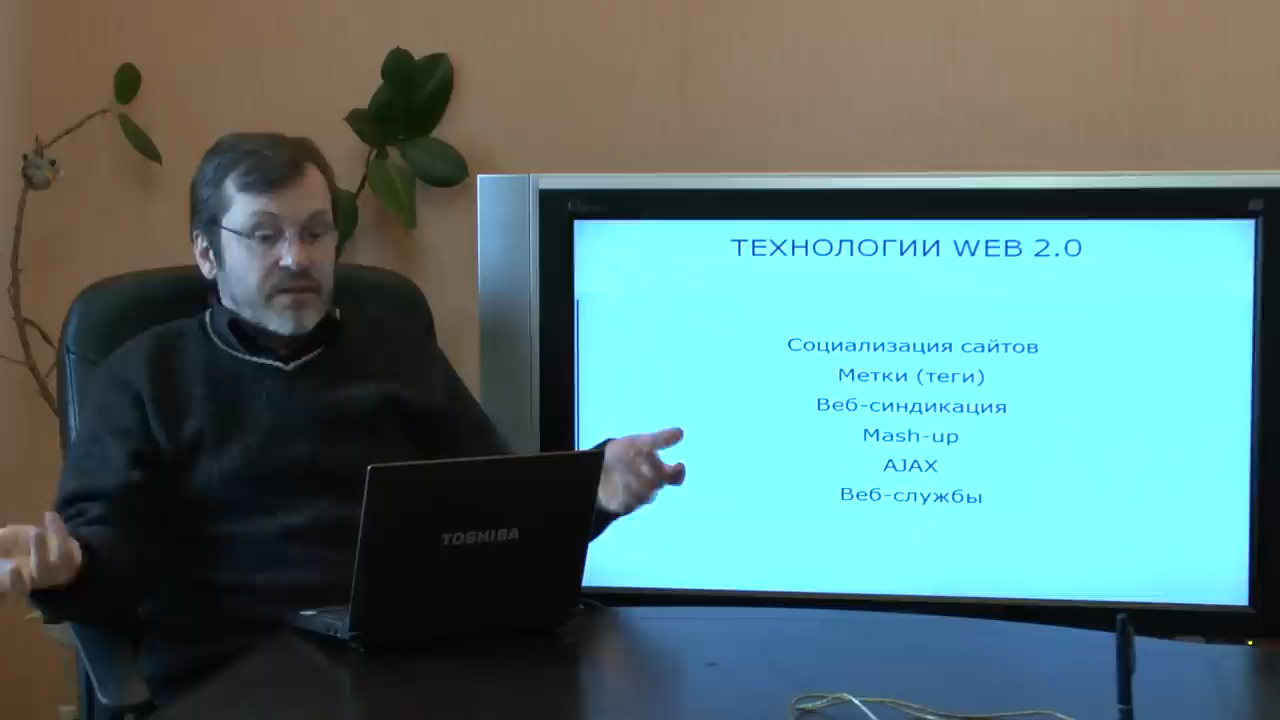 ТЕХНОЛОГИИ WEB 2.0
Социализация сайтов
Метки (теги)
Веб-синдикация
Mash-up
AJAX
Веб-службы
TOSHIBA